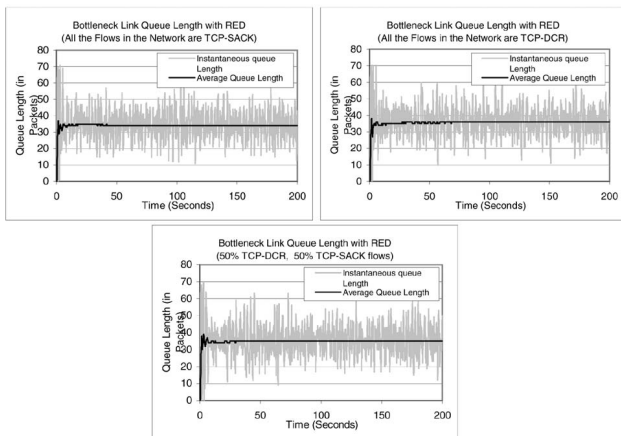 Bottleneck Link Queue Length with RED
(All the Flows in the Network are TCP-SACK)
Queue Length (in
Packets)
80
70
60
50
40
30
20
10
0
Instantaneous queue
Length
Average Queue Length
0 50 100 150 200
Time (Seconds)
Bottleneck Link Queue Length with RED
(All the Flows in the Network are TCP-DCR)
Queue Length (in
Packets)
80
70
60
50
40
30
20
10
0
Instantaneous queue
Length
Average Queue Length
0 50 100 150 200
Time (Seconds)
Bottleneck Link Queue Length with RED
(50% TCP-DCR, 50% TCP-SACK flows)
Queue Length (in
Packets)
80
70
60
50
40
30
20
10
0
Instantaneous queue
Length
Average Queue Length
0 50 100 150 200
Time (Seconds)